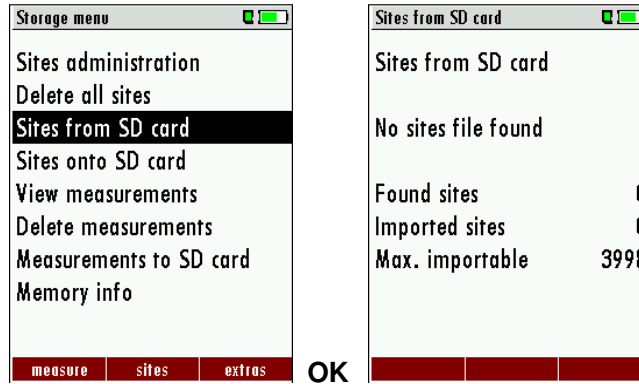 Storage menu
Sites administration
Delete all sites
Sites from SD card
Sites onto SD card
View measurements
Delete measurements
Measurements to SD card
Memory info
measure sites extras
OK
Sites from SD card
Sites from SD card
No sites file found
Found sites
Imported sites
Max. importable